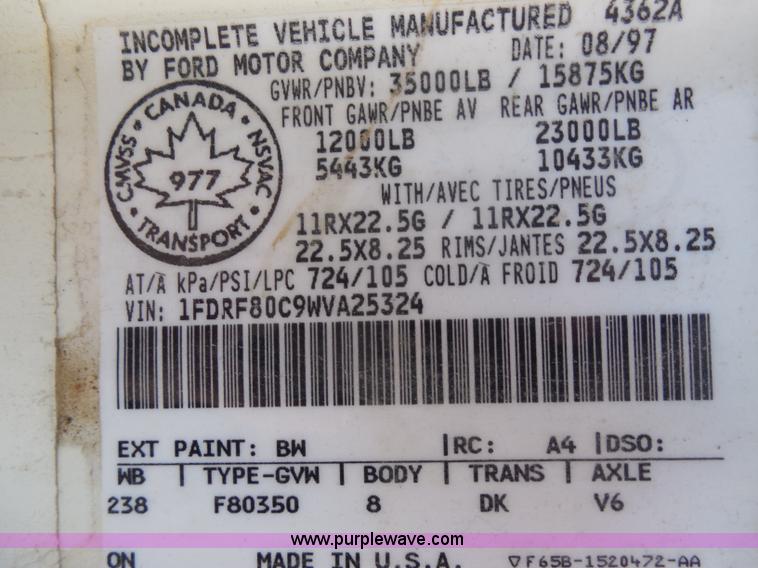 INCOMPLETE VEHICLE MANUFACTURED 4362A
BY FORD MOTOR COMPANY DATE: 08/97
GVWR/PNBV: 35000LB / 15875KG
FRONT GAWR/PNBE AV REAR GAWR/PNBE AR
12000LB 23000LB
5443KG 10433KG
WITH/AVEC TIRES/PNEUS
11RX22.5G / 11RX22.5G
22.5X8.25 RIMS/JANTES 22.5X8.25
AT/À kPa/PSI/LPC 724/105 COLD/À FROID 724/105
VIN: 1FDRF80C9WVA25324
CANADA
CMVSS • NSVAC
977
TRANSPORT
EXT PAINT: BW |RC: A4 |DSO:
WB | TYPE-GVW | BODY | TRANS | AXLE
238 F80350 8 DK V6
www.purplewave.com
ON MADE IN U.S.A. ▽F65B-1520472-AA